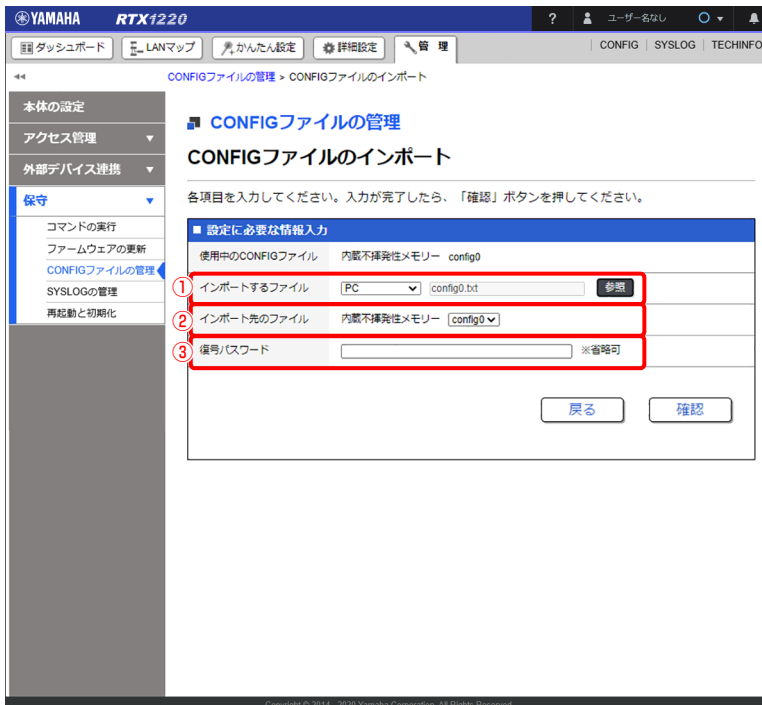 YAMAHA RTX1220 ? ユーザー名なし
ダッシュボード LANマップ かんたん設定 詳細設定 管 理 CONFIG SYSLOG TECHINFO
CONFIGファイルの管理 > CONFIGファイルのインポート
本体の設定
アクセス管理
外部デバイス連携
保守
コマンドの実行
ファームウェアの更新
CONFIGファイルの管理
SYSLOGの管理
再起動と初期化
CONFIGファイルの管理
CONFIGファイルのインポート
各項目を入力してください。入力が完了したら、「確認」ボタンを押してください。
■ 設定に必要な情報入力
使用中のCONFIGファイル 内蔵不揮発性メモリー config0
① インポートするファイル PC config0.txt 参照
② インポート先のファイル 内蔵不揮発性メモリー config0
③ 復号パスワード ※省略可
戻る 確認
Copyright © 2014 - 2020 Yamaha Corporation. All Rights Reserved.